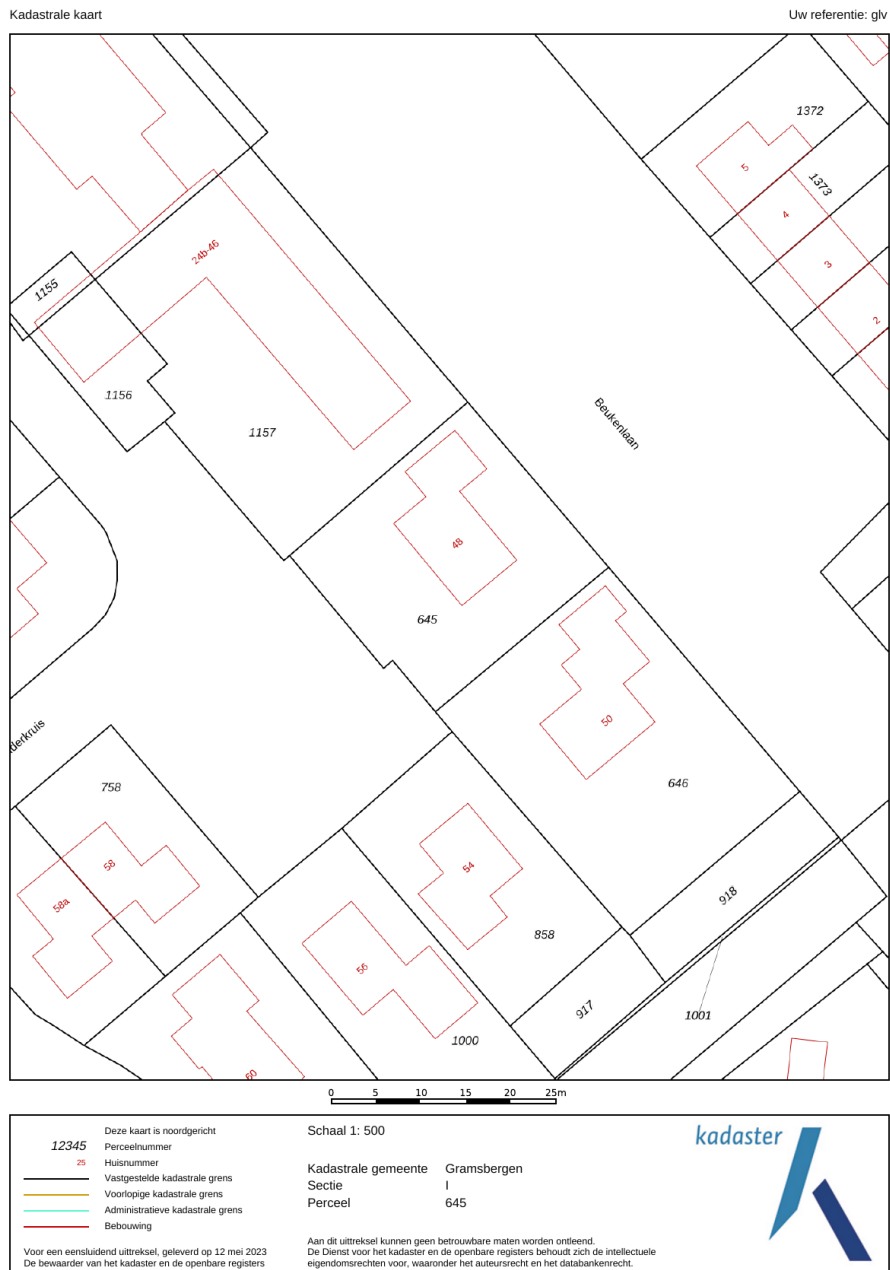 Kadastrale kaart
Uw referentie: glv
1372
5
1373
4
3
2
24b-46
1155
1156
1157
Beukenlaan
48
645
50
646
derkruis
758
58
58a
54
858
918
56
917
1001
1000
60
0 5 10 15 20 25m
Deze kaart is noordgericht
12345 Perceelnummer
25 Huisnummer
Vastgestelde kadastrale grens
Voorlopige kadastrale grens
Administratieve kadastrale grens
Bebouwing
Voor een eensluidend uittreksel, geleverd op 12 mei 2023
De bewaarder van het kadaster en de openbare registers
Schaal 1: 500
Kadastrale gemeente Gramsbergen
Sectie I
Perceel 645
Aan dit uittreksel kunnen geen betrouwbare maten worden ontleend.
De Dienst voor het kadaster en de openbare registers behoudt zich de intellectuele
eigendomsrechten voor, waaronder het auteursrecht en het databankenrecht.
kadaster